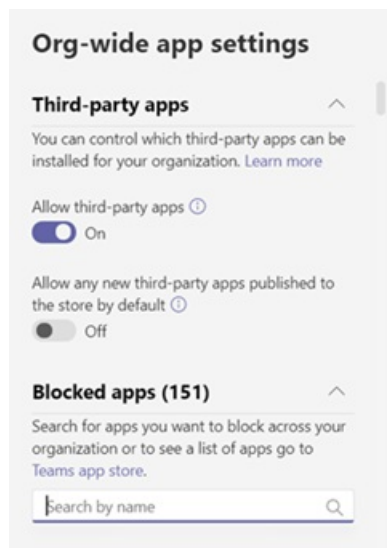 Org-wide app settings
Third-party apps
You can control which third-party apps can be
installed for your organization. Learn more
Allow third-party apps
On
Allow any new third-party apps published to
the store by default
Off
Blocked apps (151)
Search for apps you want to block across your
organization or to see a list of apps go to
Teams app store.
Search by name